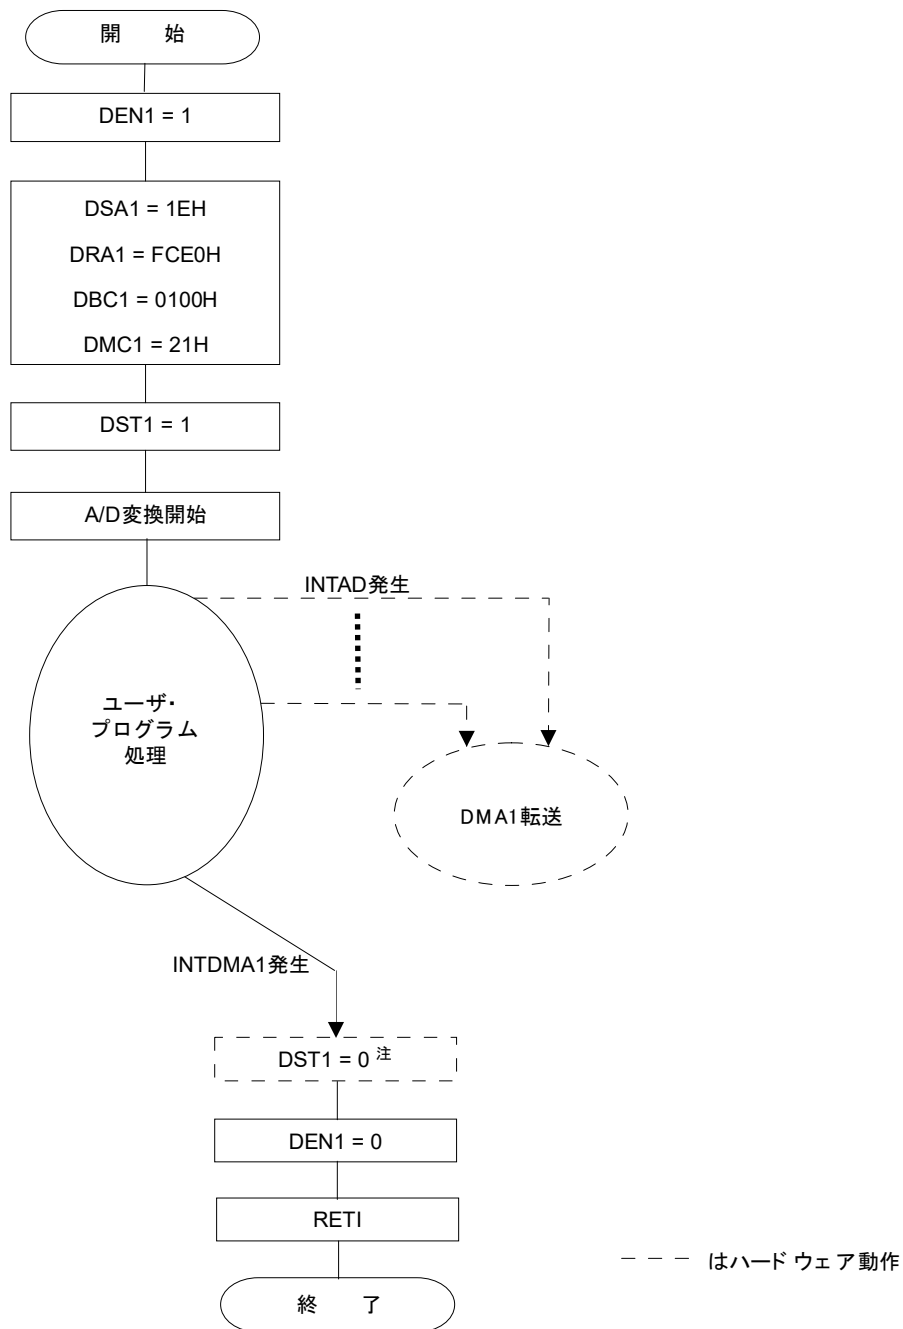 開 始
DEN1 = 1
DSA1 = 1EH
DRA1 = FCE0H
DBC1 = 0100H
DMC1 = 21H
DST1 = 1
A/D変換開始
INTAD発生
ユーザ・
プログラム
処理
DMA1転送
INTDMA1発生
DST1 = 0 注
DEN1 = 0
RETI
終 了
はハードウェア動作